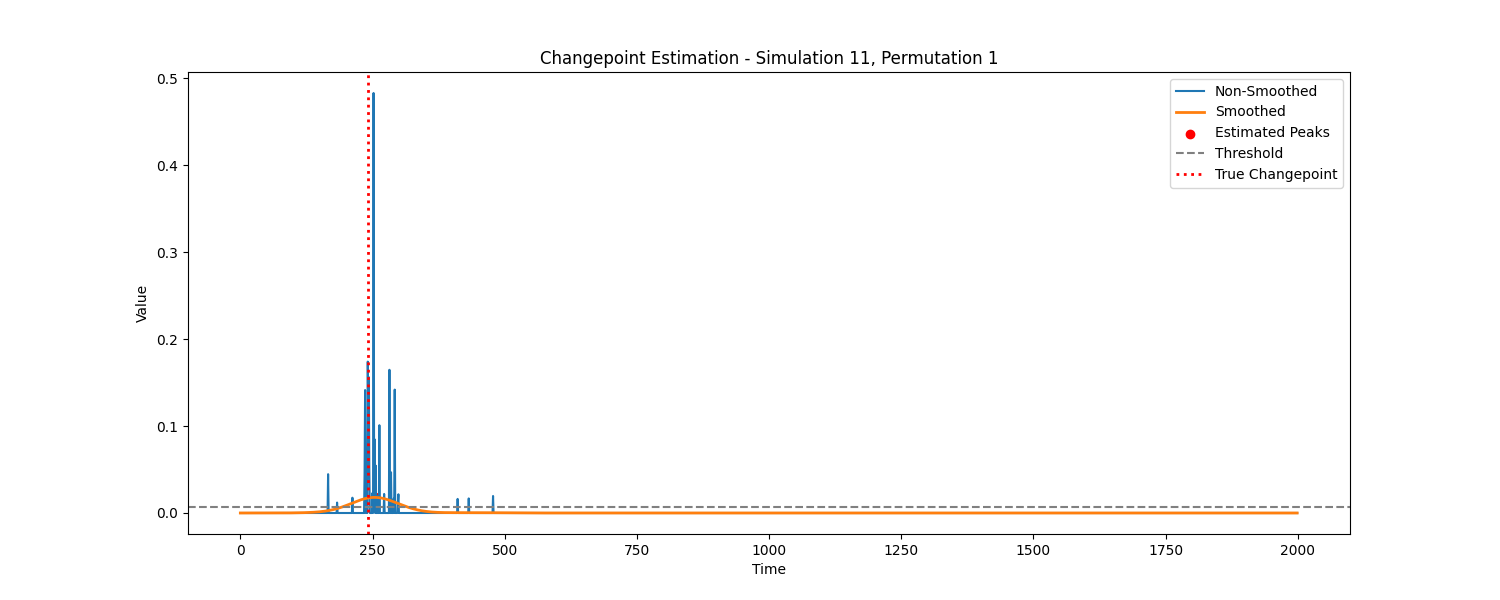 Changepoint Estimation - Simulation 11, Permutation 1
Non-Smoothed
Smoothed
Estimated Peaks
Threshold
True Changepoint
0.5
0.4
0.3
0.2
0.1
0.0
Value
0 250 500 750 1000 1250 1500 1750 2000
Time